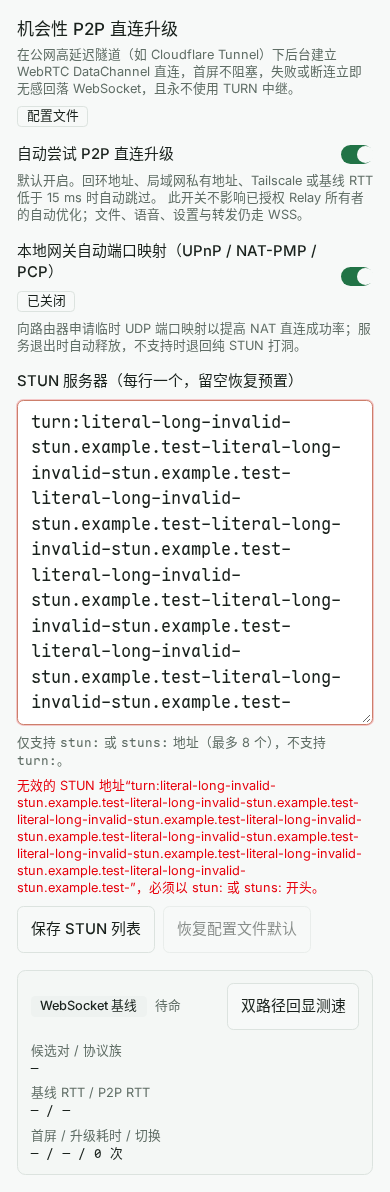 机会性 P2P 直连升级
在公网高延迟隧道（如 Cloudflare Tunnel）下后台建立
WebRTC DataChannel 直连，首屏不阻塞，失败或断连立即
无感回落 WebSocket，且永不使用 TURN 中继。
配置文件
自动尝试 P2P 直连升级
默认开启。回环地址、局域网私有地址、Tailscale 或基线 RTT
低于 15 ms 时自动跳过。 此开关不影响已授权 Relay 所有者
的自动优化；文件、语音、设置与转发仍走 WSS。
本地网关自动端口映射（UPnP / NAT-PMP /
PCP）
已关闭
向路由器申请临时 UDP 端口映射以提高 NAT 直连成功率；服
务退出时自动释放，不支持时退回纯 STUN 打洞。
STUN 服务器（每行一个，留空恢复预置）
turn:literal-long-invalid-
stun.example.test-literal-long-
invalid-stun.example.test-
literal-long-invalid-
stun.example.test-literal-long-
invalid-stun.example.test-
literal-long-invalid-
stun.example.test-literal-long-
invalid-stun.example.test-
literal-long-invalid-
stun.example.test-literal-long-
invalid-stun.example.test-
仅支持 stun: 或 stuns: 地址（最多 8 个），不支持
turn:。
无效的 STUN 地址“turn:literal-long-invalid-
stun.example.test-literal-long-invalid-stun.example.test-
literal-long-invalid-stun.example.test-literal-long-invalid-
stun.example.test-literal-long-invalid-stun.example.test-
literal-long-invalid-stun.example.test-literal-long-invalid-
stun.example.test-literal-long-invalid-
stun.example.test-”，必须以 stun: 或 stuns: 开头。
保存 STUN 列表 恢复配置文件默认
WebSocket 基线 待命 双路径回显测速
候选对 / 协议族
—
基线 RTT / P2P RTT
— / —
首屏 / 升级耗时 / 切换
— / — / 0 次